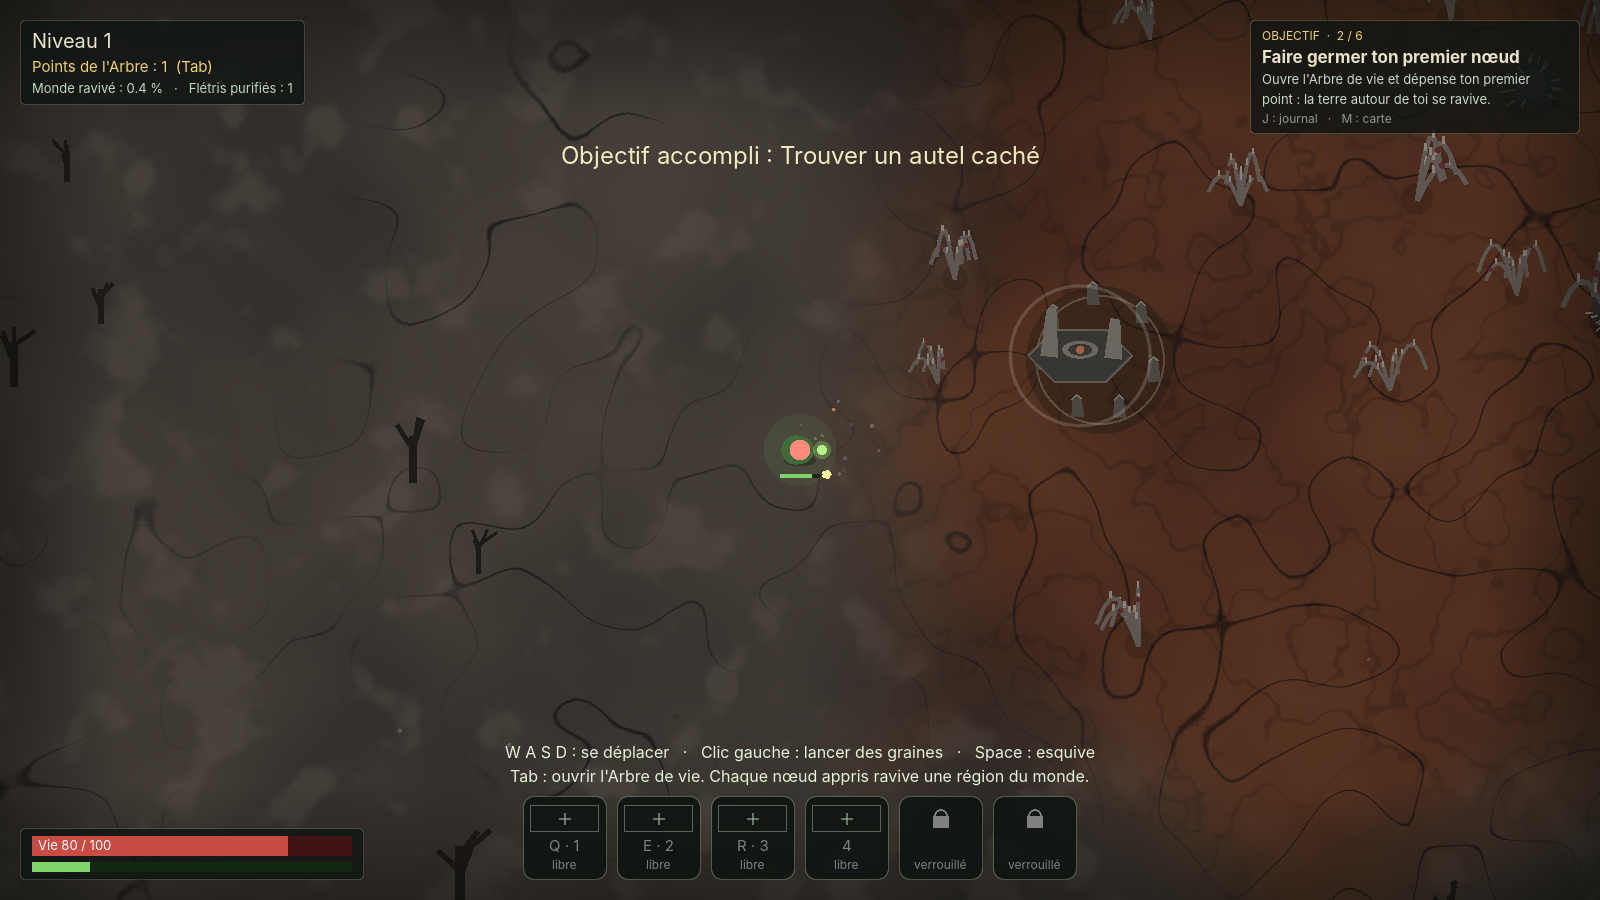 Niveau 1
Points de l'Arbre : 1  (Tab)
Monde ravivé : 0.4 %   ·   Flétris purifiés : 1
OBJECTIF  ·  2 / 6
Faire germer ton premier nœud
Ouvre l'Arbre de vie et dépense ton premier
point : la terre autour de toi se ravive.
J : journal   ·   M : carte
Objectif accompli : Trouver un autel caché
W A S D : se déplacer   ·   Clic gauche : lancer des graines   ·   Space : esquive
Tab : ouvrir l'Arbre de vie. Chaque nœud appris ravive une région du monde.
Q · 1
libre
E · 2
libre
R · 3
libre
4
libre
verrouillé
verrouillé
Vie 80 / 100